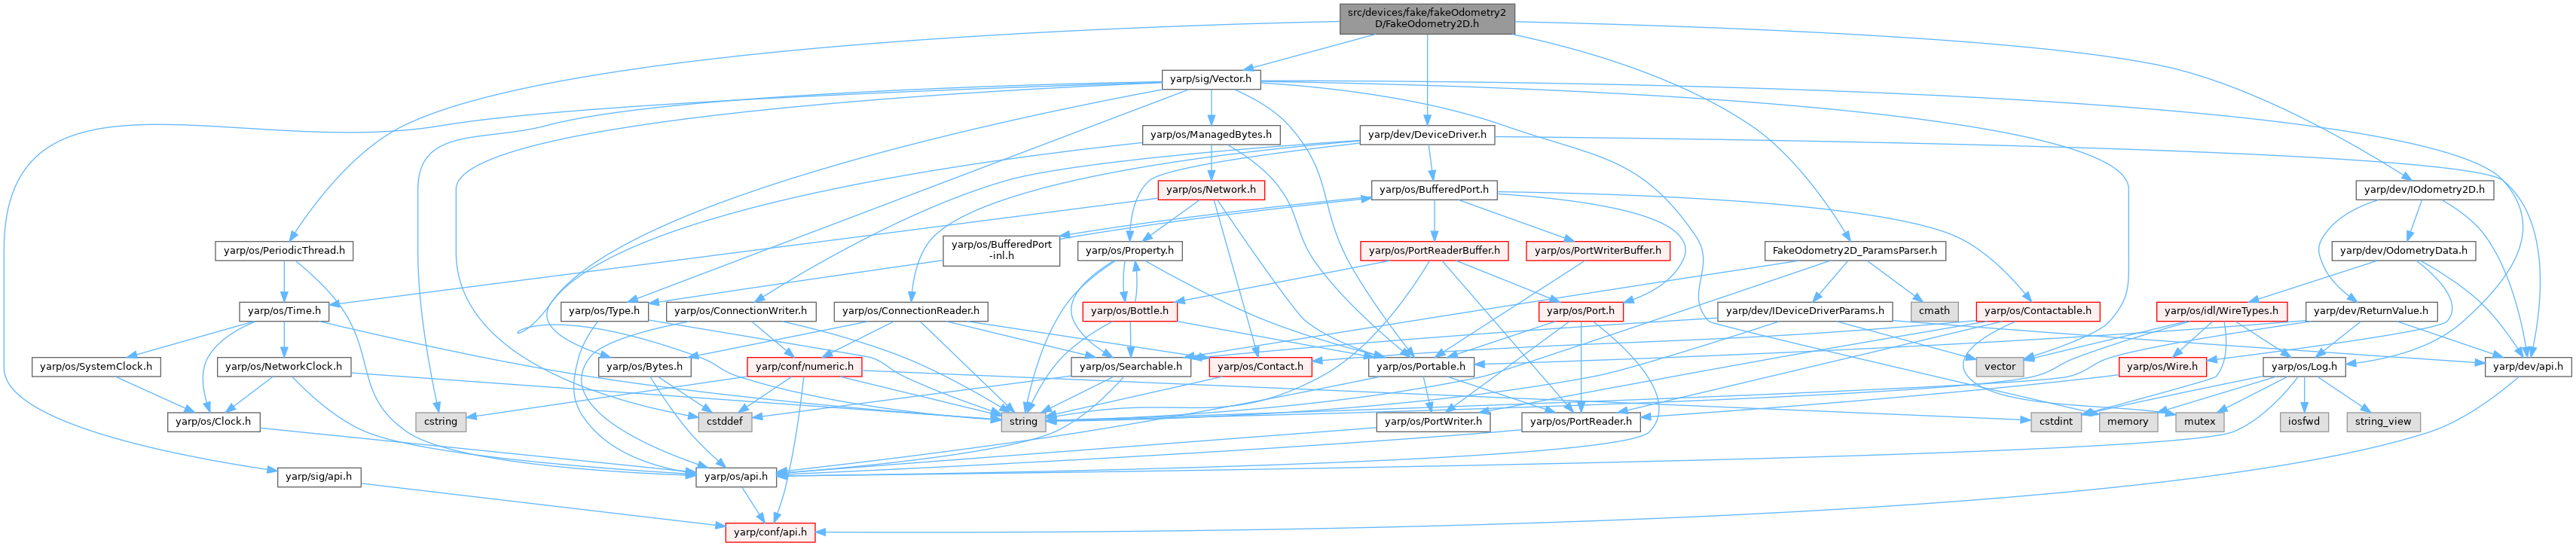 src/devices/fake/fakeOdometry2
D/FakeOdometry2D.h
yarp/sig/Vector.h
yarp/os/ManagedBytes.h
yarp/dev/DeviceDriver.h
yarp/os/Network.h
yarp/os/BufferedPort.h
yarp/dev/IOdometry2D.h
yarp/os/PeriodicThread.h
yarp/os/BufferedPort
-inl.h
yarp/os/Property.h
yarp/os/PortReaderBuffer.h
yarp/os/PortWriterBuffer.h
FakeOdometry2D_ParamsParser.h
yarp/dev/OdometryData.h
yarp/os/Time.h
yarp/os/Type.h
yarp/os/ConnectionWriter.h
yarp/os/ConnectionReader.h
yarp/os/Bottle.h
yarp/os/Port.h
yarp/dev/IDeviceDriverParams.h
cmath
yarp/os/Contactable.h
yarp/os/idl/WireTypes.h
yarp/dev/ReturnValue.h
yarp/os/SystemClock.h
yarp/os/NetworkClock.h
yarp/os/Bytes.h
yarp/conf/numeric.h
yarp/os/Searchable.h
yarp/os/Contact.h
yarp/os/Portable.h
vector
yarp/os/Wire.h
yarp/os/Log.h
yarp/dev/api.h
yarp/os/Clock.h
cstring
cstddef
string
yarp/os/PortWriter.h
yarp/os/PortReader.h
cstdint
memory
mutex
iosfwd
string_view
yarp/sig/api.h
yarp/os/api.h
yarp/conf/api.h